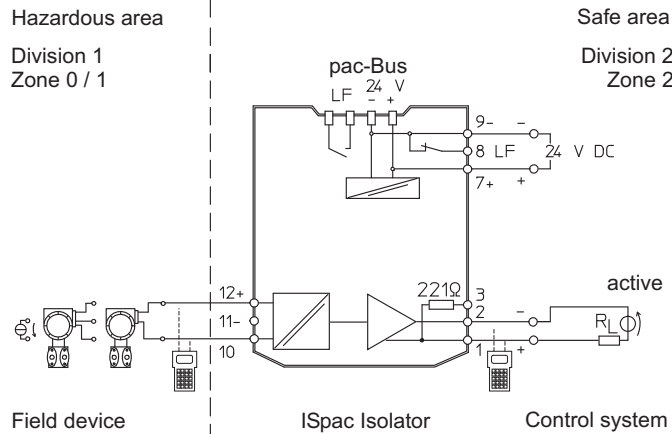 Hazardous area
Safe area
Division 1
Zone 0 / 1
Division 2
Zone 2
pac-Bus
LF 24 V
- +
9- -
8 LF 24 V DC
7+ +
12+
11-
10
221Ω
3
2 -
1 +
active
RL
Field device
ISpac Isolator
Control system